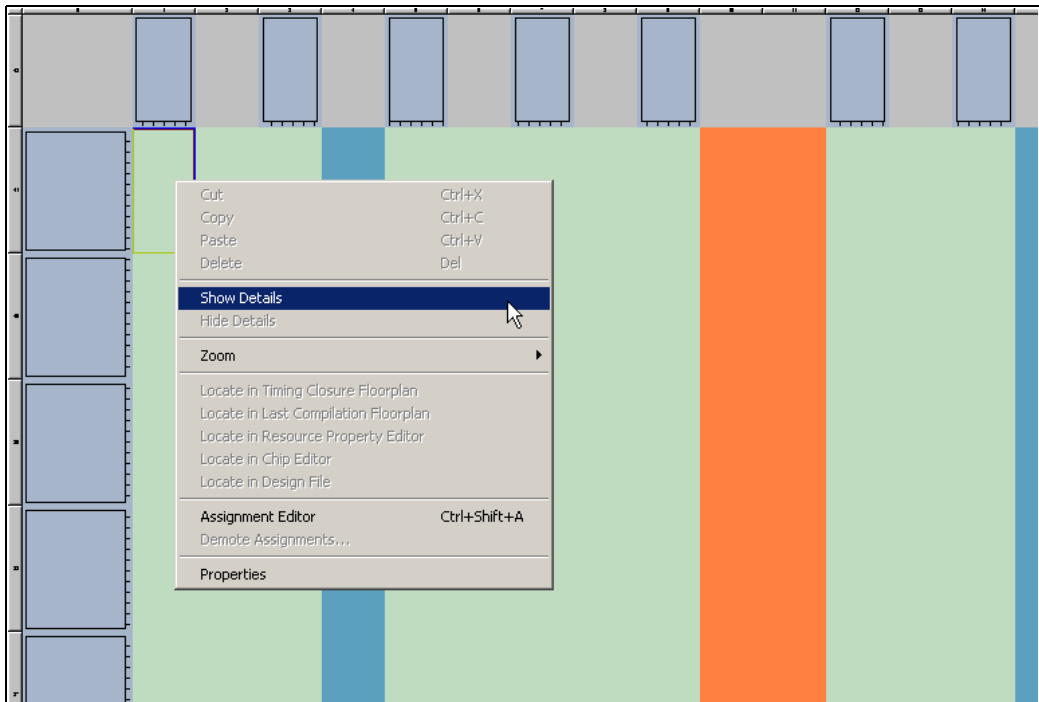 Cut Ctrl+X
Copy Ctrl+C
Paste Ctrl+V
Delete Del
Show Details
Hide Details
Zoom
Locate in Timing Closure Floorplan
Locate in Last Compilation Floorplan
Locate in Resource Property Editor
Locate in Chip Editor
Locate in Design File
Assignment Editor Ctrl+Shift+A
Demote Assignments...
Properties